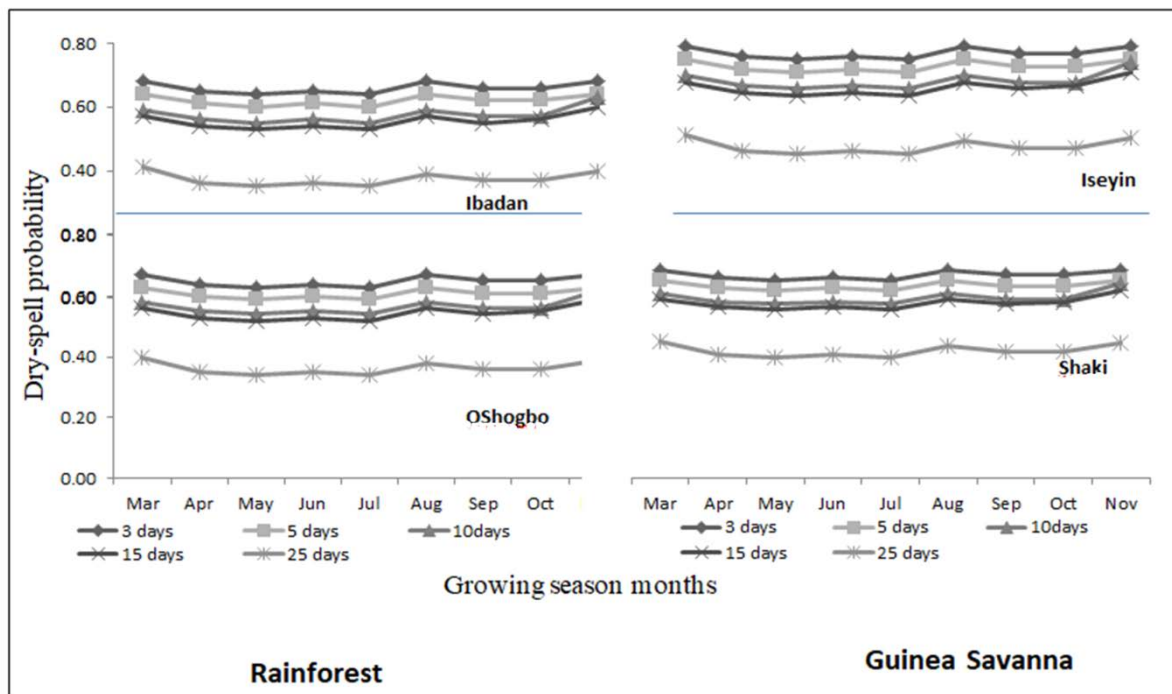 Dry-spell probability
0.80
0.60
0.40
Ibadan
Iseyin
0.80
0.60
0.40
0.20
0.00
OShogbo
Shaki
Mar Apr May Jun Jul Aug Sep Oct
Mar Apr May Jun Jul Aug Sep Oct Nov
3 days 5 days 10days
15 days 25 days
3 days 5 days 10days
15 days 25 days
Growing season months
Rainforest
Guinea Savanna